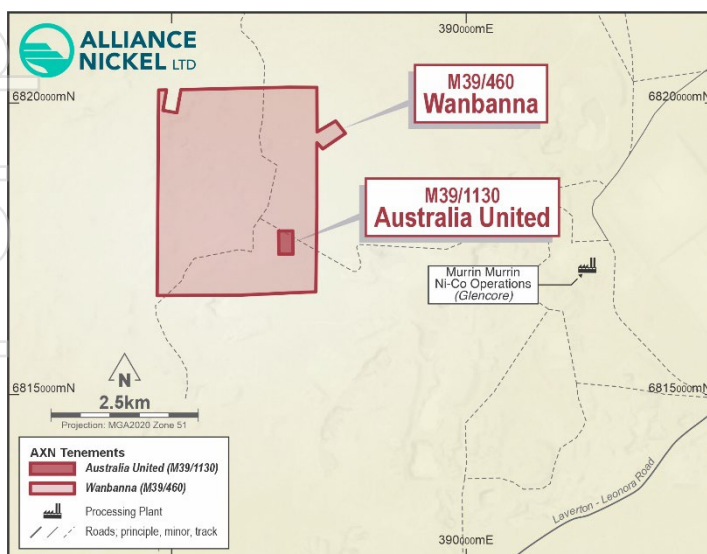 ALLIANCE
NICKEL LTD
390000mE
6820000mN
6820000mN
M39/460
Wanbanna
M39/1130
Australia United
Murrin Murrin
Ni-Co Operations
(Glencore)
6815000mN
6815000mN
N
2.5km
Projection: MGA2020 Zone 51
AXN Tenements
Australia United (M39/1130)
Wanbanna (M39/460)
Processing Plant
Roads; principle, minor, track
Laverton - Leonora Road
390000mE